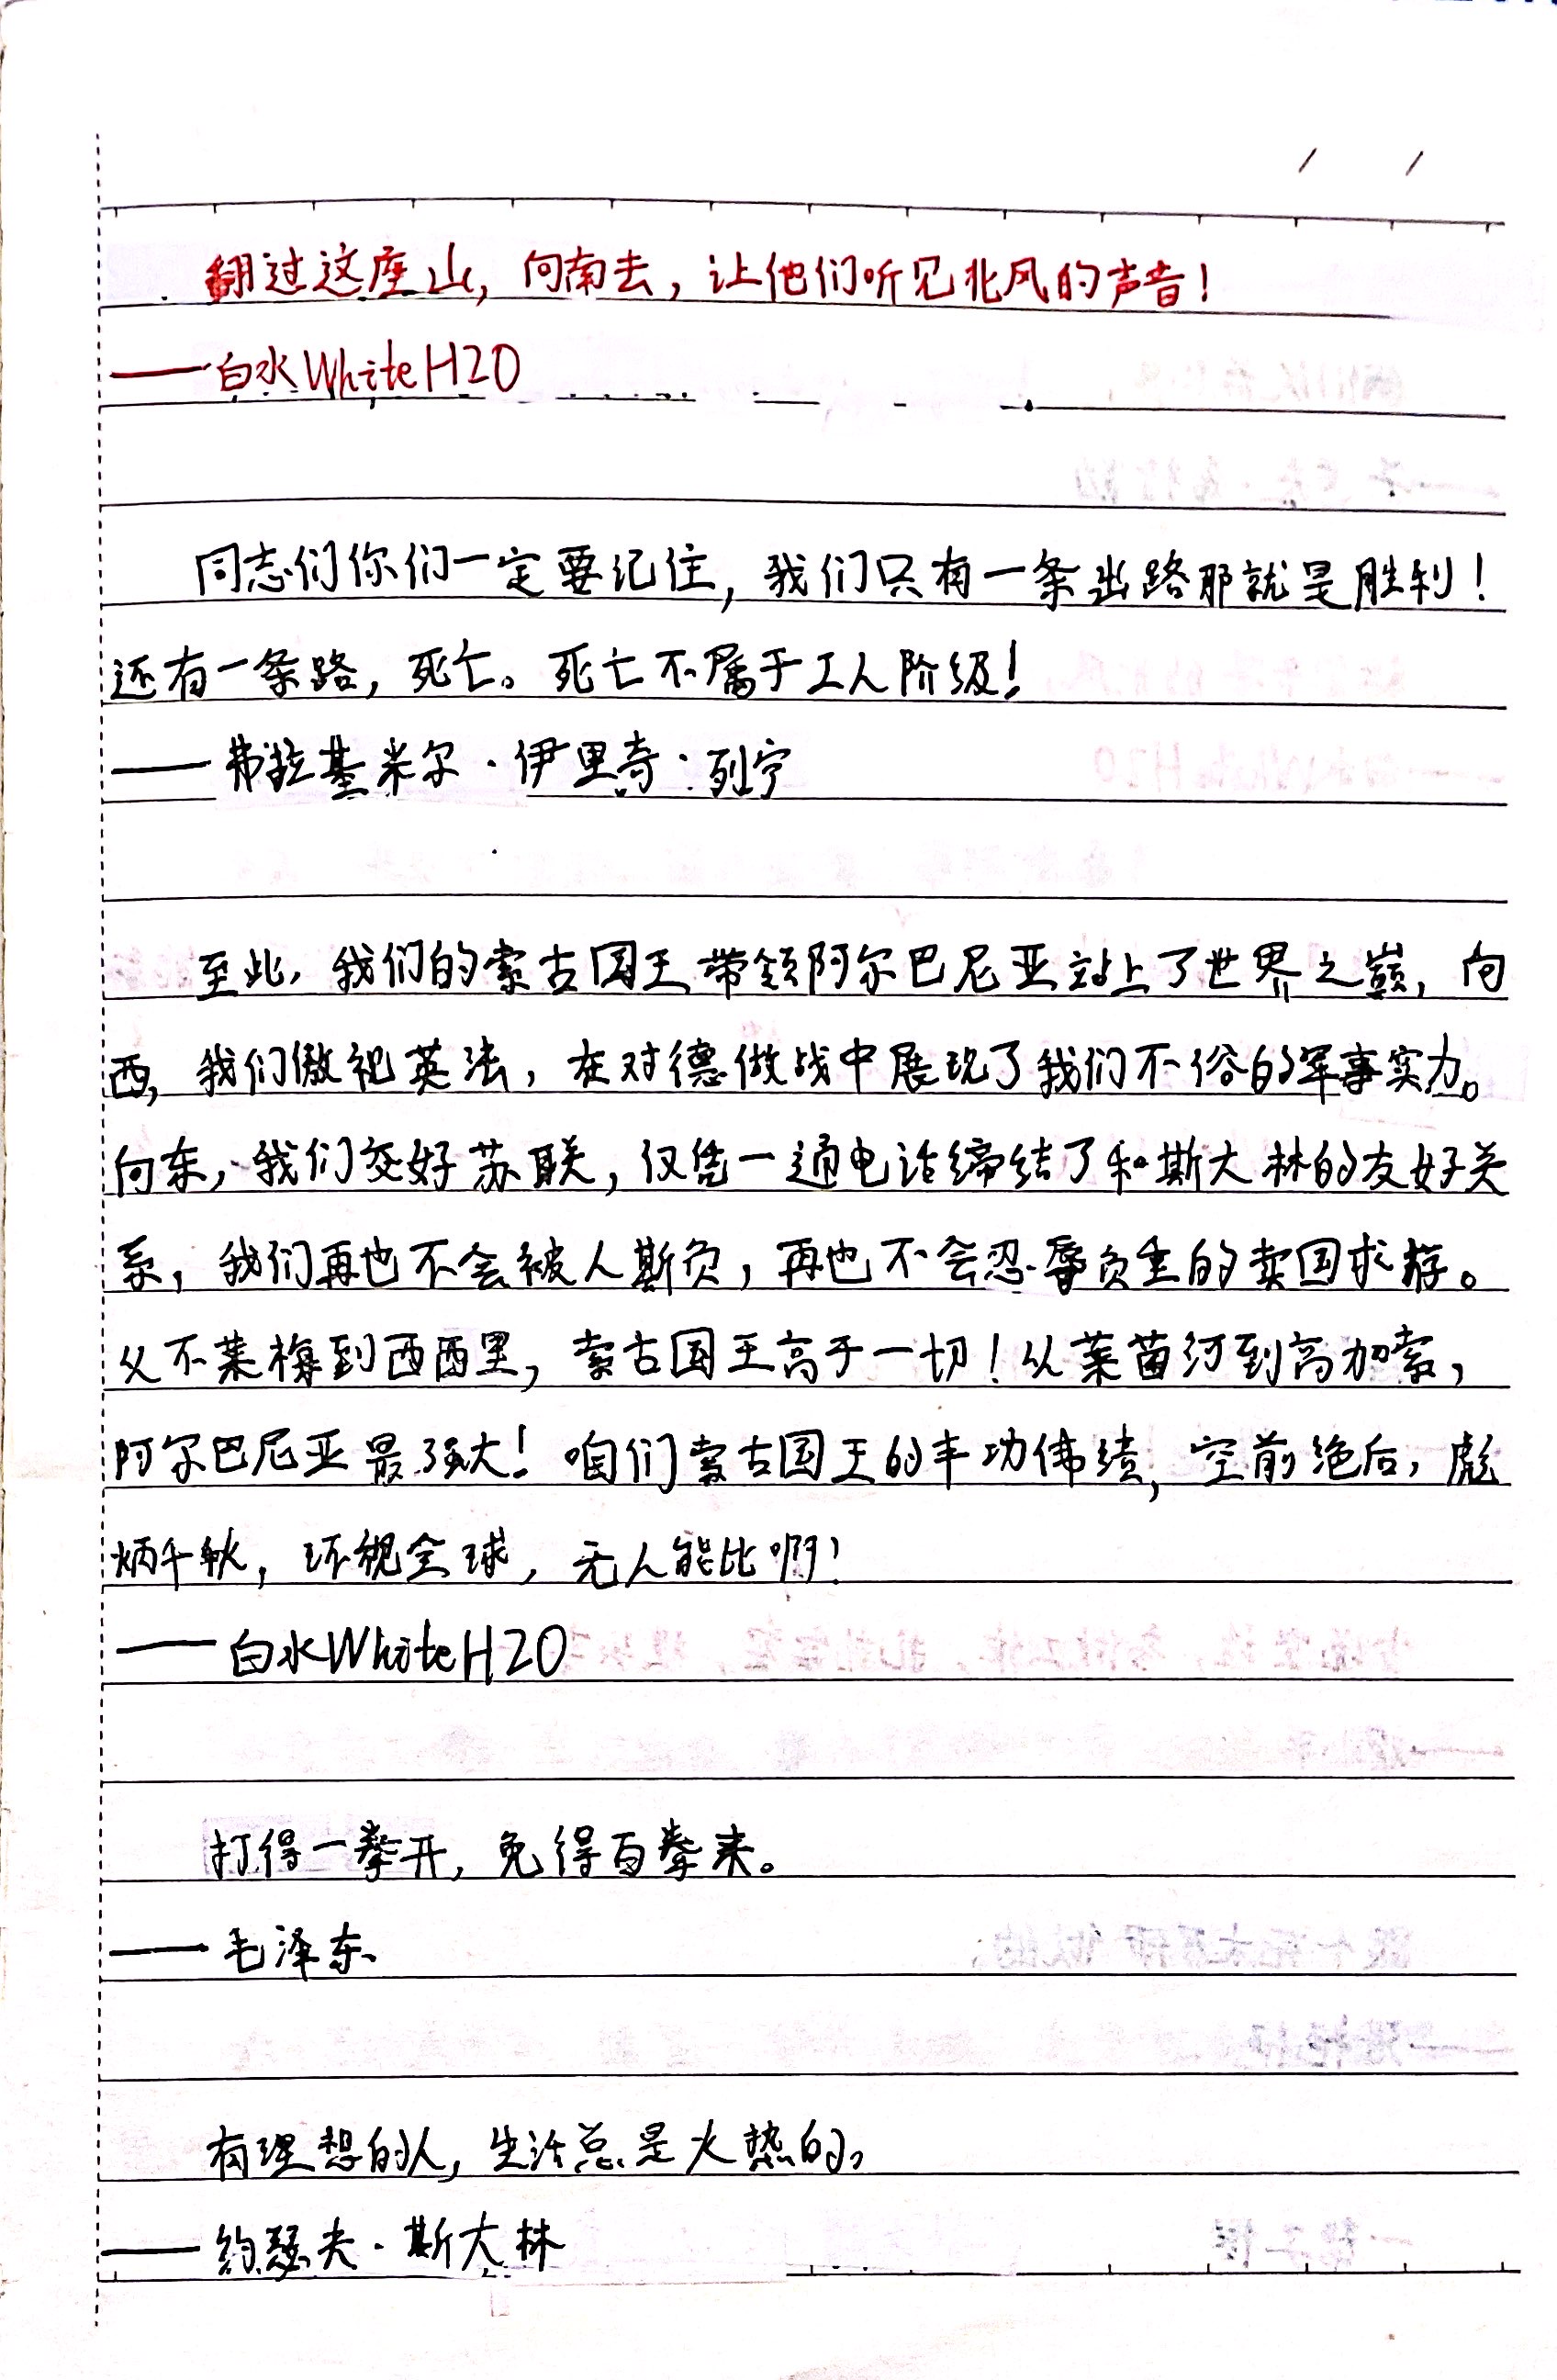 翻过这座山，向南去，让他们听见北风的声音！
——白水WhiteH2O
同志们你们一定要记住，我们只有一条出路那就是胜利！
还有一条路，死亡。死亡不属于工人阶级！
——弗拉基米尔·伊里奇·列宁
至此，我们的索古国王带领阿尔巴尼亚站上了世界之巅，向
西，我们傲视英法，在对德做战中展现了我们不俗的军事实力。
向东，我们交好苏联，仅凭一通电话缔结了和斯大林的友好关
系，我们再也不会被人斯负，再也不会忍辱负重的卖国求荐。
从不莱梅到西西里，索古国王高于一切！从莱茵河到高加索，
阿尔巴尼亚最强大！咱们索古国王的丰功伟绩，空前绝后，彪
炳千秋，环视全球，无人能比啊！
——白水WhiteH2O
打得一拳开，免得百拳来。
——毛泽东
有理想的人，生活总是火热的。
——约瑟夫·斯大林